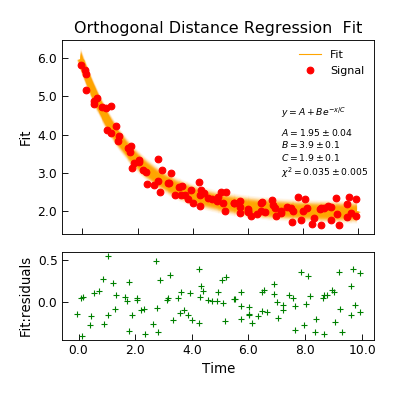 Orthogonal Distance Regression  Fit
6.0
5.0
4.0
3.0
2.0
Fit
Fit
Signal
y = A + Be^{-x/C}
A = 1.95 ± 0.04
B = 3.9 ± 0.1
C = 1.9 ± 0.1
χ² = 0.035 ± 0.005
0.5
0.0
Fit:residuals
0.0 2.0 4.0 6.0 8.0 10.0
Time